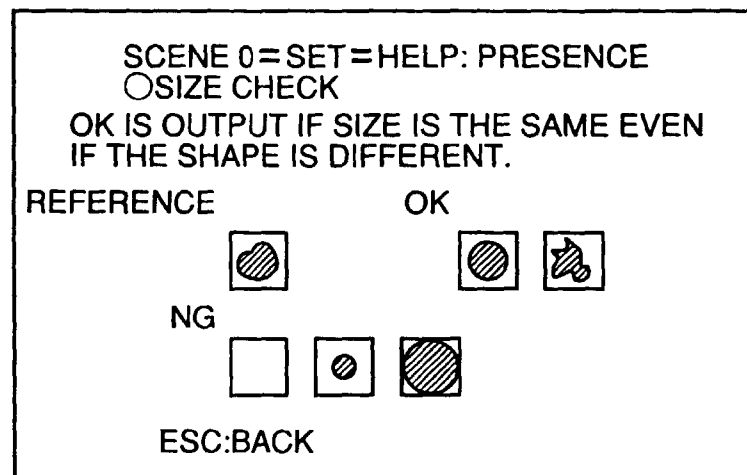 SCENE 0=SET=HELP: PRESENCE
○SIZE CHECK
OK IS OUTPUT IF SIZE IS THE SAME EVEN
IF THE SHAPE IS DIFFERENT.
REFERENCE OK
NG
ESC:BACK